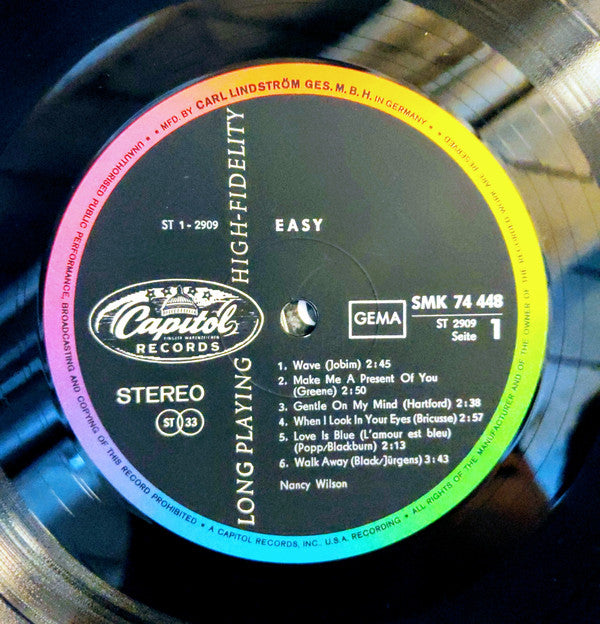 UNAUTHORISED PUBLIC PERFORMANCE, BROADCASTING AND COPYING OF THIS RECORD PROHIBITED • A CAPITOL RECORDS, INC., U.S.A. RECORDING • ALL RIGHTS OF THE MANUFACTURER AND OF THE OWNER OF THE RECORDED WORK ARE RESERVED
• MFD. BY CARL LINDSTRÖM GES. M. B. H. IN GERMANY •
LONG PLAYING HIGH-FIDELITY
ST 1 - 2909
EASY
Capitol
RECORDS
STEREO
ST 33
GEMA
SMK 74 448
ST 2909
Seite 1
1. Wave (Jobim) 2:45
2. Make Me A Present Of You
(Greene) 2:50
3. Gentle On My Mind (Hartford) 2:38
4. When I Look In Your Eyes (Bricusse) 2:57
5. Love Is Blue (L'amour est bleu)
(Popp/Blackburn) 2:13
6. Walk Away (Black/Jürgens) 3:43
Nancy Wilson